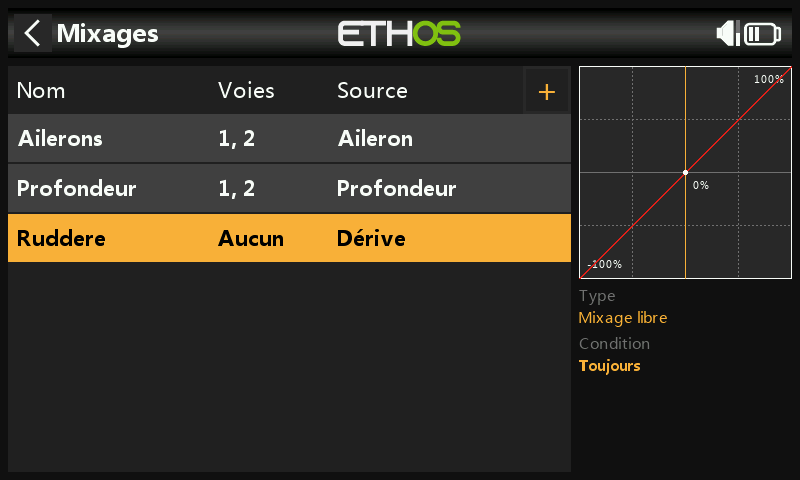 Mixages
ETHOS
Nom Voies Source +
Ailerons 1, 2 Aileron
Profondeur 1, 2 Profondeur
Ruddere Aucun Dérive
100%
0%
-100%
Type
Mixage libre
Condition
Toujours